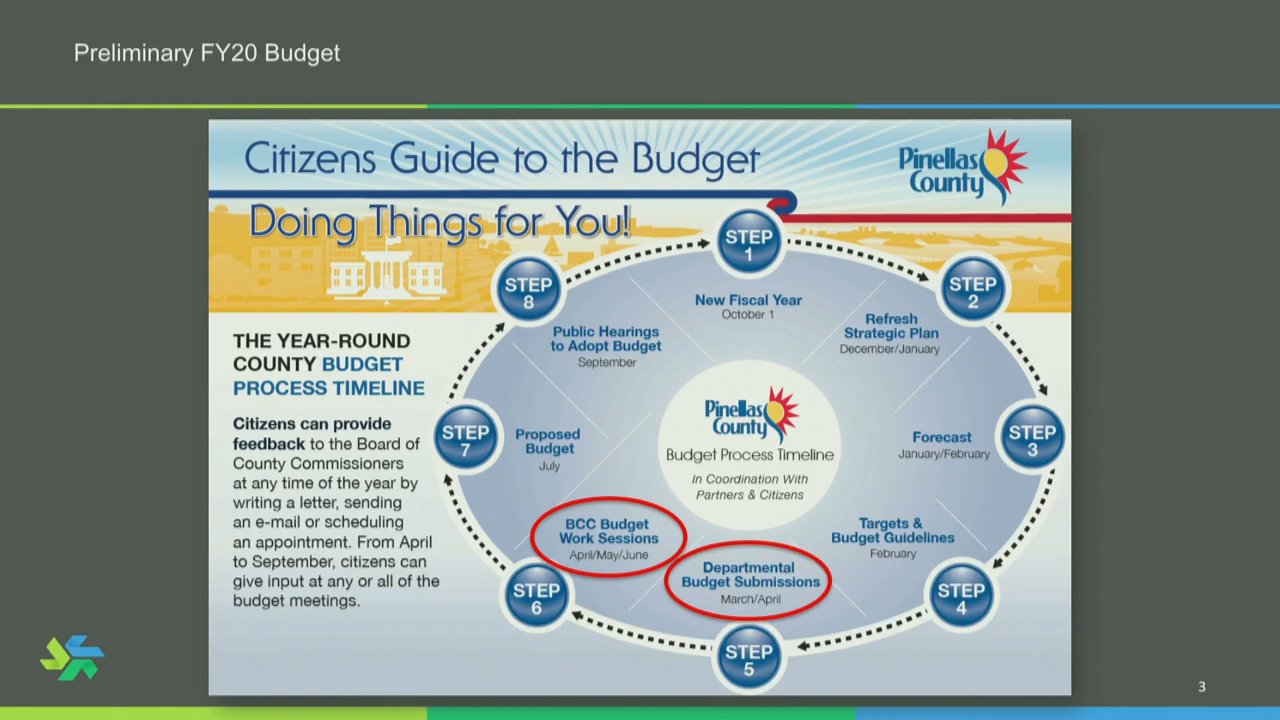 Preliminary FY20 Budget
Citizens Guide to the Budget
Doing Things for You!
Pinellas
County
THE YEAR-ROUND
COUNTY BUDGET
PROCESS TIMELINE
Citizens can provide
feedback to the Board of
County Commissioners
at any time of the year by
writing a letter, sending
an e-mail or scheduling
an appointment. From April
to September, citizens can
give input at any or all of the
budget meetings.
STEP
1
New Fiscal Year
October 1
STEP
2
Refresh
Strategic Plan
December/January
STEP
3
Forecast
January/February
STEP
4
Targets &
Budget Guidelines
February
STEP
5
Departmental
Budget Submissions
March/April
STEP
6
BCC Budget
Work Sessions
April/May/June
STEP
7
Proposed
Budget
July
STEP
8
Public Hearings
to Adopt Budget
September
Pinellas
County
Budget Process Timeline
In Coordination With
Partners & Citizens
3